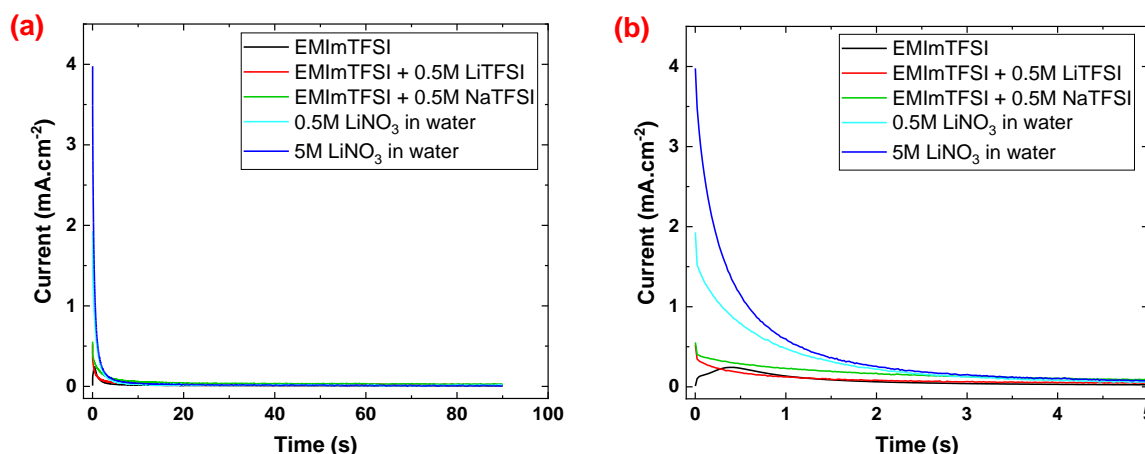 (a)
EMImTFSI
EMImTFSI + 0.5M LiTFSI
EMImTFSI + 0.5M NaTFSI
0.5M LiNO₃ in water
5M LiNO₃ in water
4
3
2
1
0
Current (mA.cm⁻²)
0 20 40 60 80 100
Time (s)
(b)
EMImTFSI
EMImTFSI + 0.5M LiTFSI
EMImTFSI + 0.5M NaTFSI
0.5M LiNO₃ in water
5M LiNO₃ in water
4
3
2
1
0
Current (mA.cm⁻²)
0 1 2 3 4 5
Time (s)